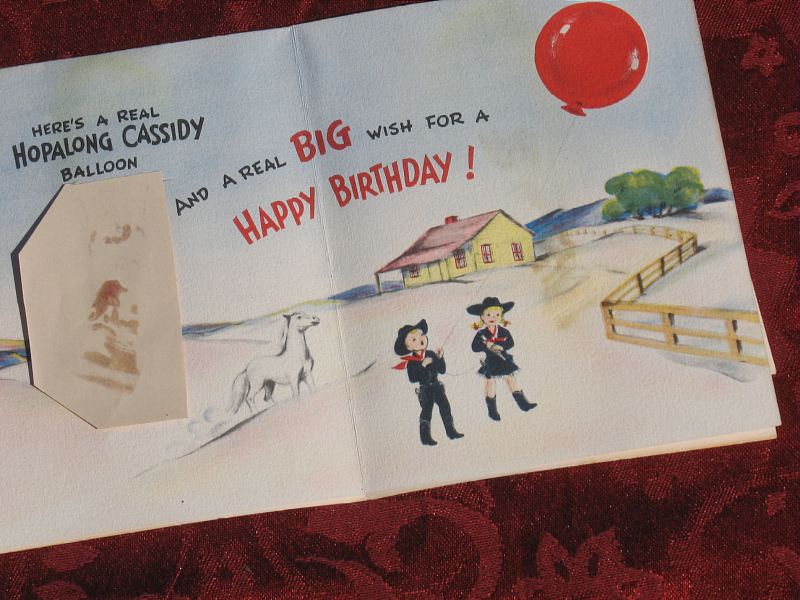 HERE'S A REAL
HOPALONG CASSIDY
BALLOON
AND A REAL BIG WISH FOR A
HAPPY BIRTHDAY!